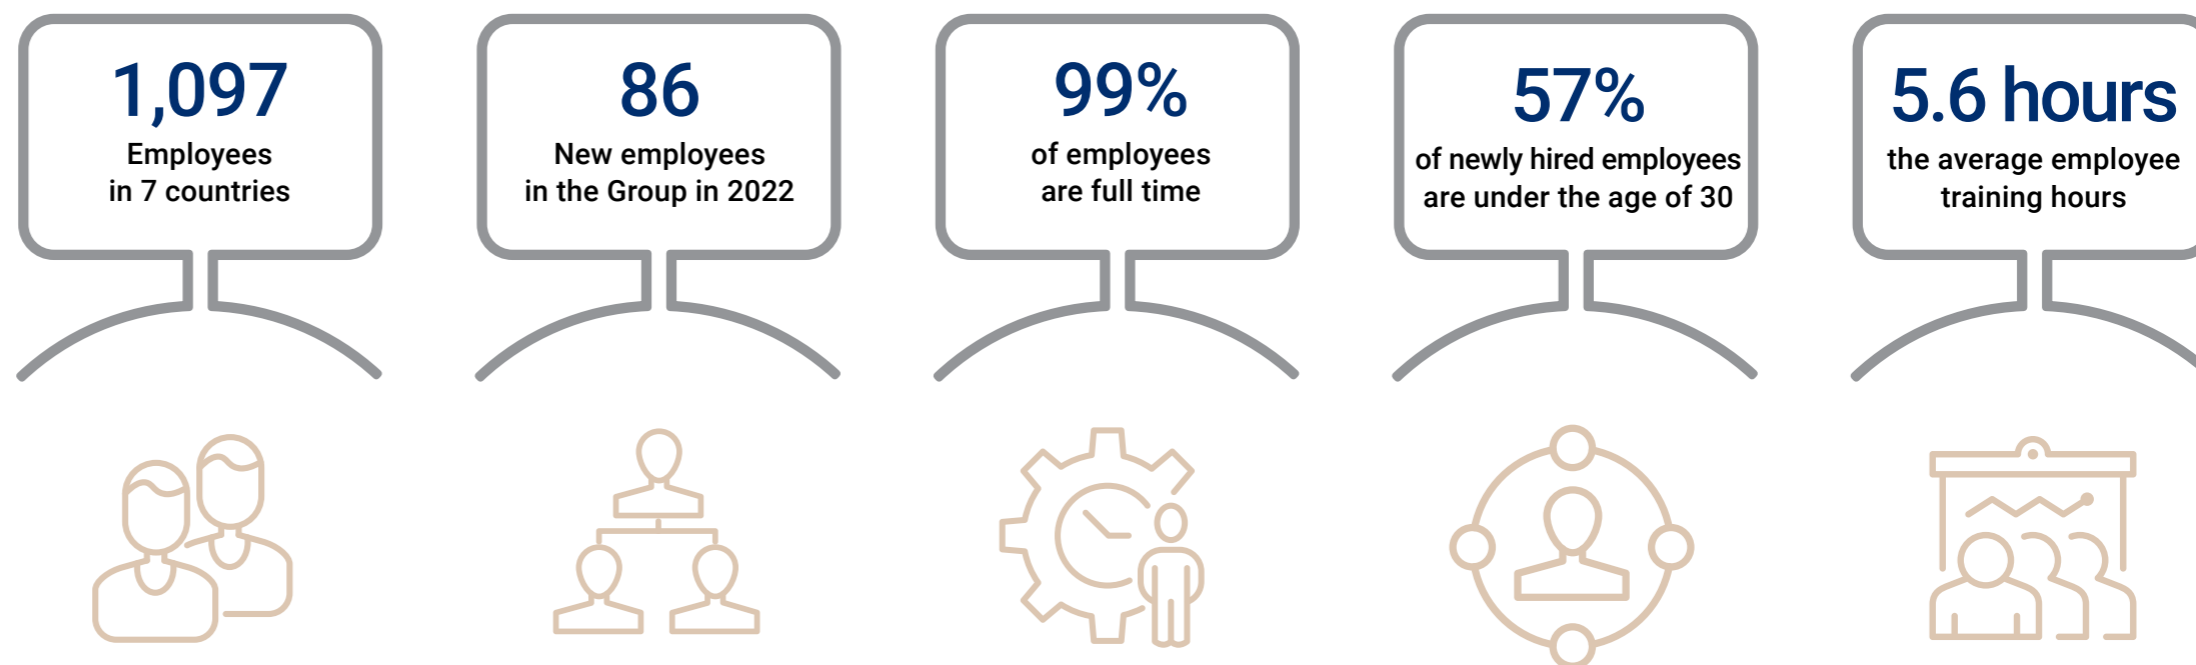 1,097
Employees
in 7 countries
86
New employees
in the Group in 2022
99%
of employees
are full time
57%
of newly hired employees
are under the age of 30
5.6 hours
the average employee
training hours